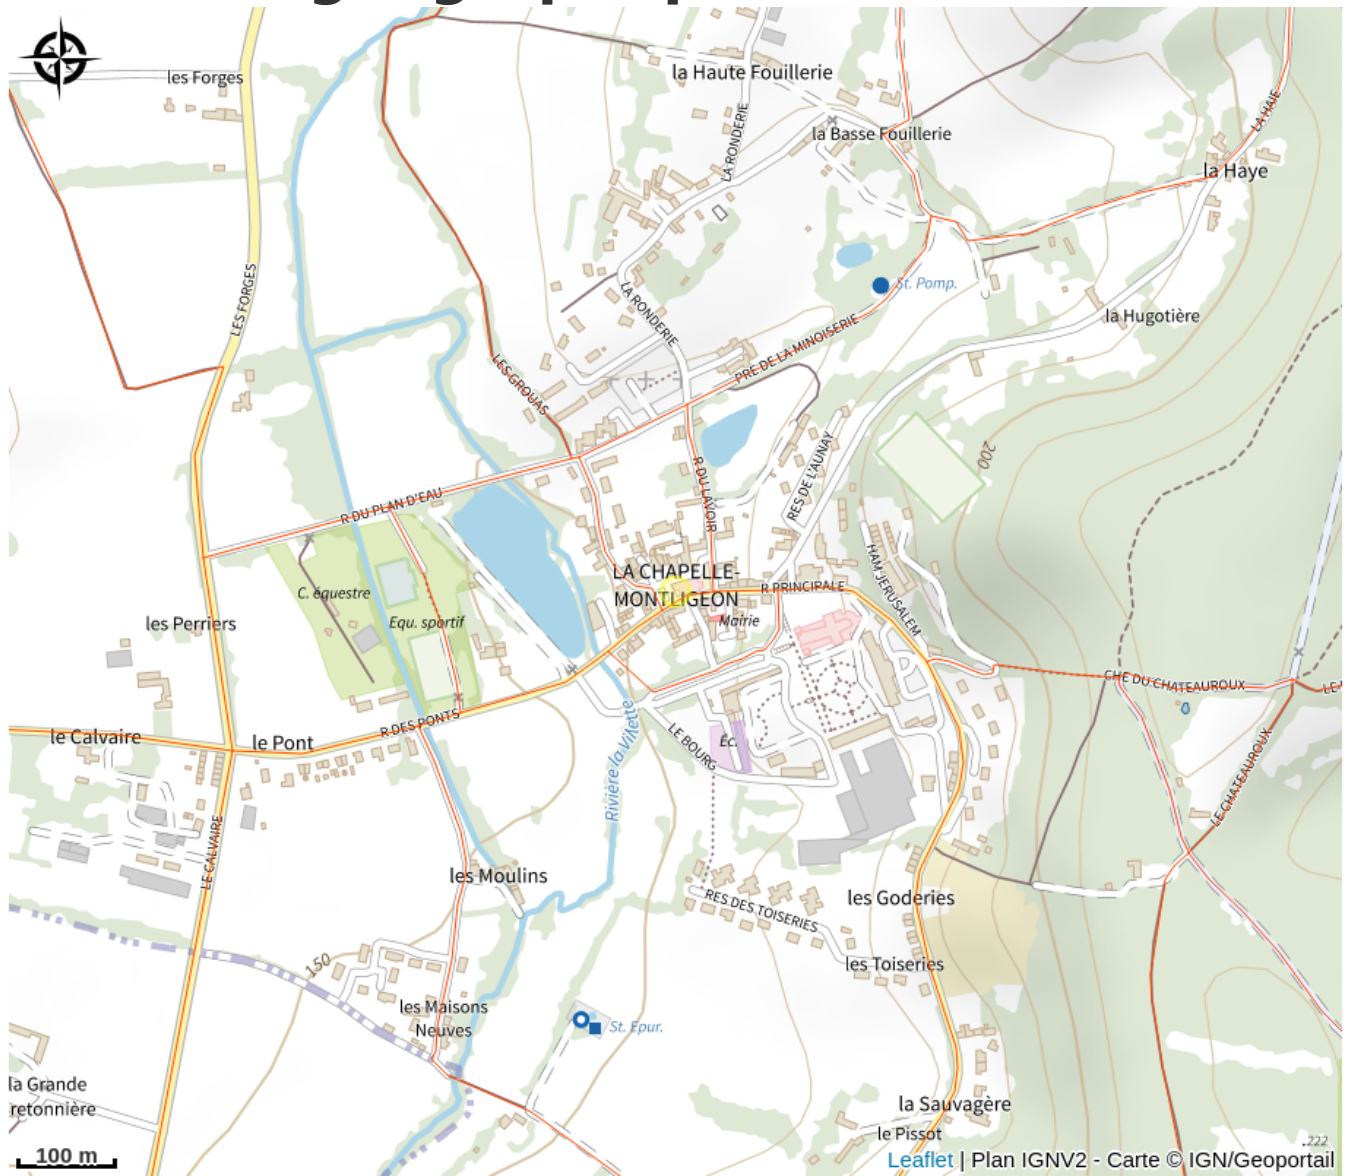 les Forges
la Haute Fouillerie
LA RONDERIE
la Basse Fouillerie
LA HAIE
la Haye
LES FORGES
LA RONDERIE
St. Pomp.
la Hugotière
PRE DE LA MINOISERIE
LES GROUAS
R DU LAVOIR
RES DE L'AUNAY
200
R DU PLAN D'EAU
HAM JERUSALEM
LA CHAPELLE-
MONTLIGEON
R PRINCIPALE
Mairie
C. équestre
Equ. sportif
les Perriers
CHE DU CHATEAUROUX
R DES PONTS
le Calvaire
le Pont
LE BOURG
Éc.
Rivière la Villette
LE CHATEAUROUX
LE CALVAIRE
les Moulins
RES DES TOISERIES
les Goderies
les Toiseries
150
les Maisons
Neuves
St. Epur.
la Grande
retonnière
la Sauvagère
le Pissot
222
100 m
Leaflet | Plan IGNV2 - Carte © IGN/Geoportail